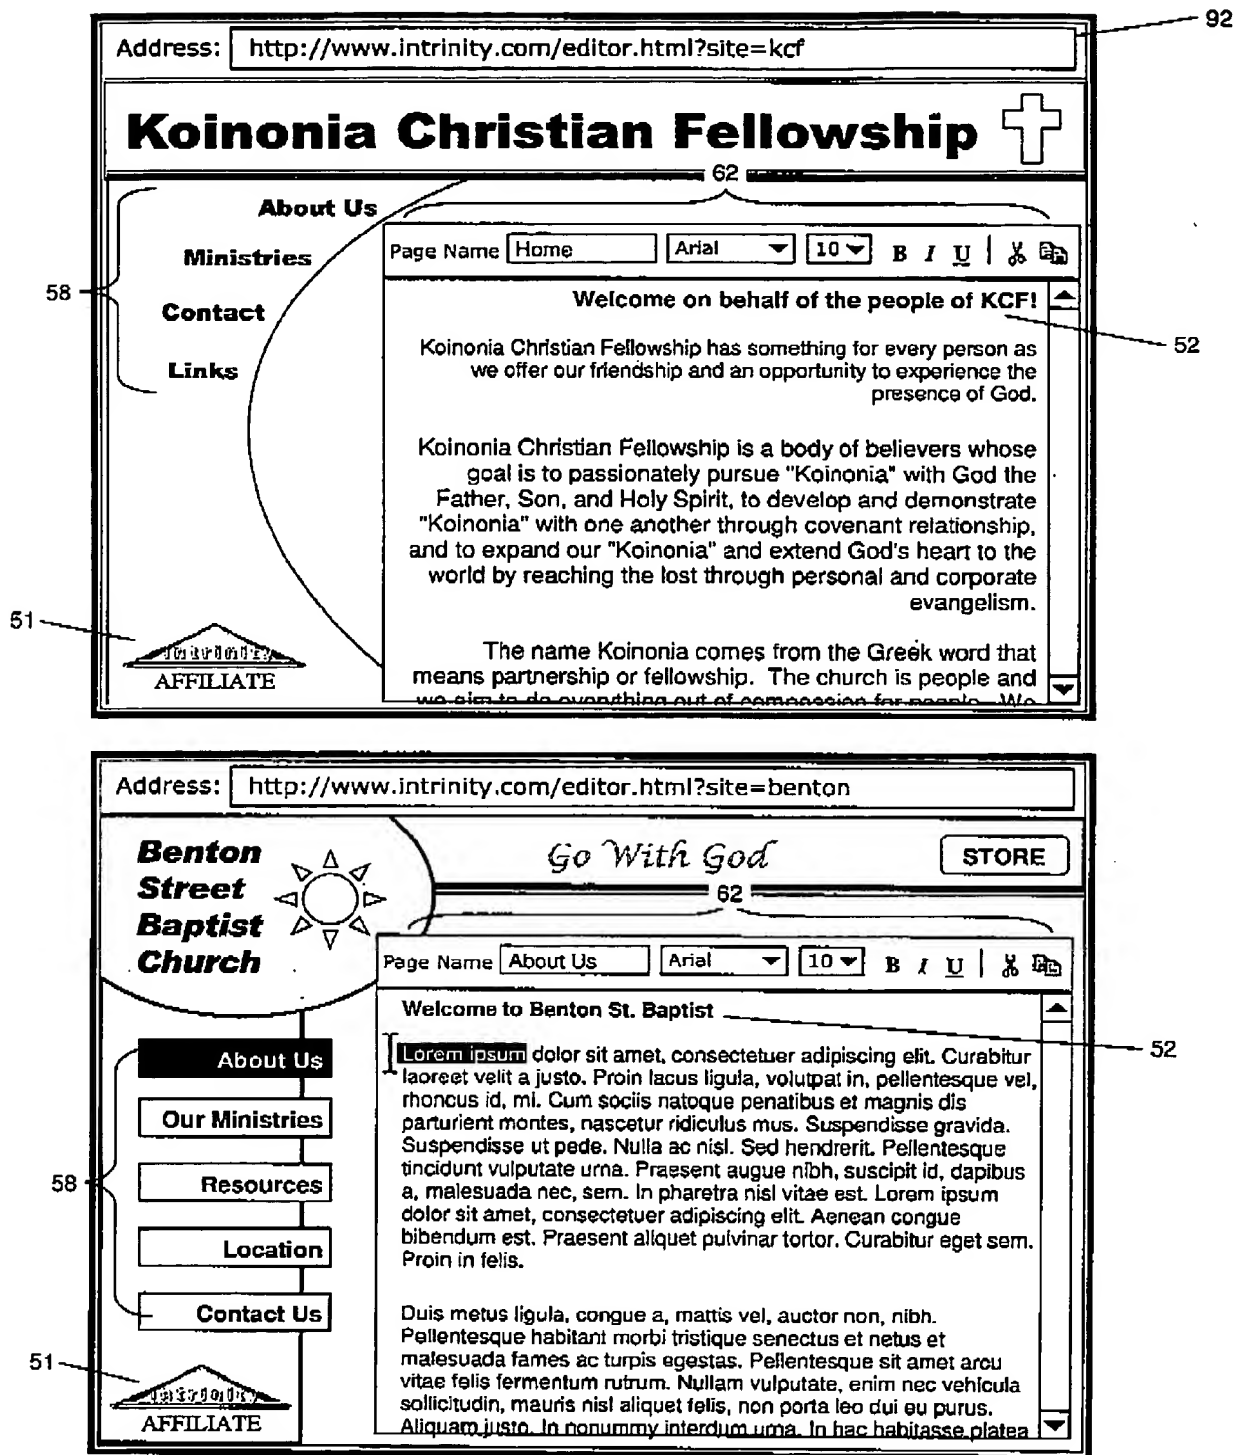 92
Address: http://www.intrinity.com/editor.html?site=kcf
Koinonia Christian Fellowship
62
About Us
Ministries
Contact
Links
58
Page Name Home Arial 10 B I U
Welcome on behalf of the people of KCF!
52
Koinonia Christian Fellowship has something for every person as
we offer our friendship and an opportunity to experience the
presence of God.
Koinonia Christian Fellowship is a body of believers whose
goal is to passionately pursue "Koinonia" with God the
Father, Son, and Holy Spirit, to develop and demonstrate
"Koinonia" with one another through covenant relationship,
and to expand our "Koinonia" and extend God's heart to the
world by reaching the lost through personal and corporate
evangelism.
The name Koinonia comes from the Greek word that
means partnership or fellowship. The church is people and
we aim to do everything out of compassion for people. We
51
Intrinity
AFFILIATE
Address: http://www.intrinity.com/editor.html?site=benton
Benton
Street
Baptist
Church
Go With God
STORE
62
Page Name About Us Arial 10 B I U
Welcome to Benton St. Baptist
52
Lorem ipsum dolor sit amet, consectetuer adipiscing elit. Curabitur
laoreet velit a justo. Proin lacus ligula, volutpat in, pellentesque vel,
rhoncus id, mi. Cum sociis natoque penatibus et magnis dis
parturient montes, nascetur ridiculus mus. Suspendisse gravida.
Suspendisse ut pede. Nulla ac nisl. Sed hendrerit. Pellentesque
tincidunt vulputate urna. Praesent augue nibh, suscipit id, dapibus
a, malesuada nec, sem. In pharetra nisl vitae est. Lorem ipsum
dolor sit amet, consectetuer adipiscing elit. Aenean congue
bibendum est. Praesent aliquet pulvinar tortor. Curabitur eget sem.
Proin in felis.
Duis metus ligula, congue a, mattis vel, auctor non, nibh.
Pellentesque habitant morbi tristique senectus et netus et
malesuada fames ac turpis egestas. Pellentesque sit amet arcu
vitae felis fermentum rutrum. Nullam vulputate, enim nec vehicula
sollicitudin, mauris nisl aliquet felis, non porta leo dui eu purus.
Aliquam justo. In nonummy interdum urna. In hac habitasse platea
About Us
Our Ministries
Resources
Location
Contact Us
58
51
Intrinity
AFFILIATE